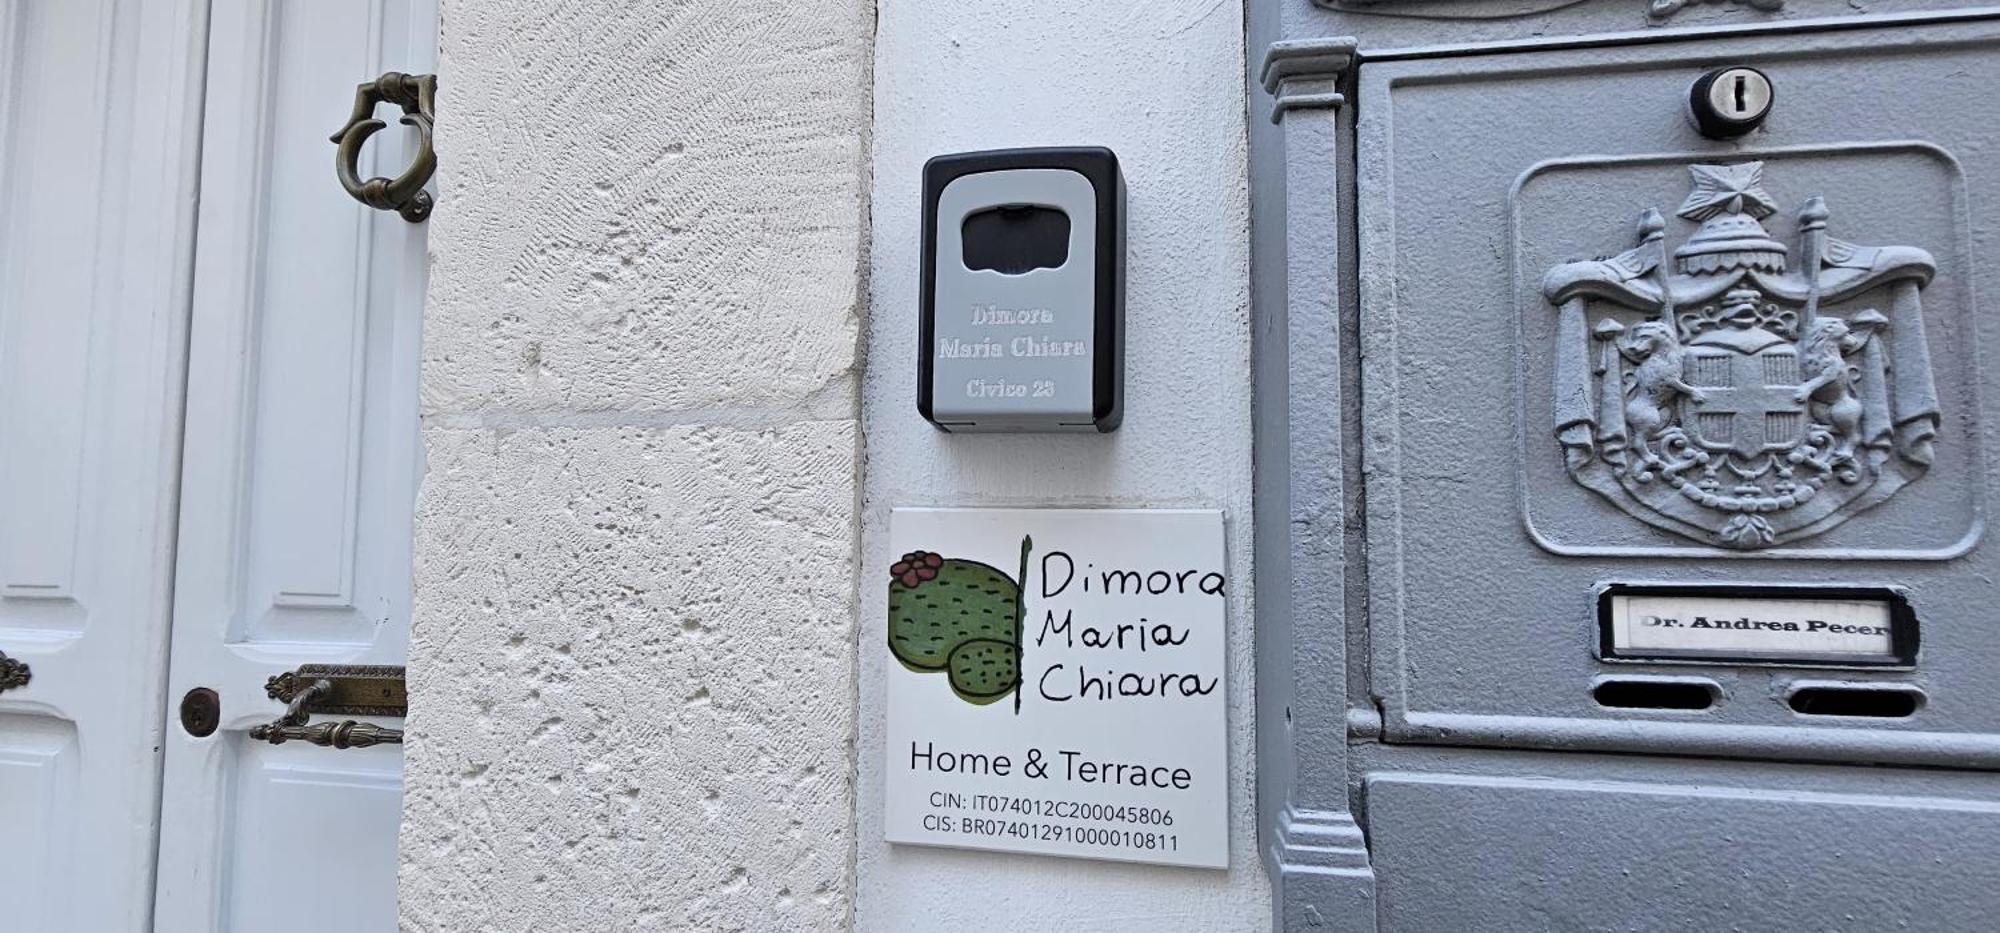 Dimora
Maria Chiara
Civico 23
Dimora
Maria
Chiara
Home & Terrace
CIN: IT074012C200045806
CIS: BR07401291000010811
Dr. Andrea Pecer